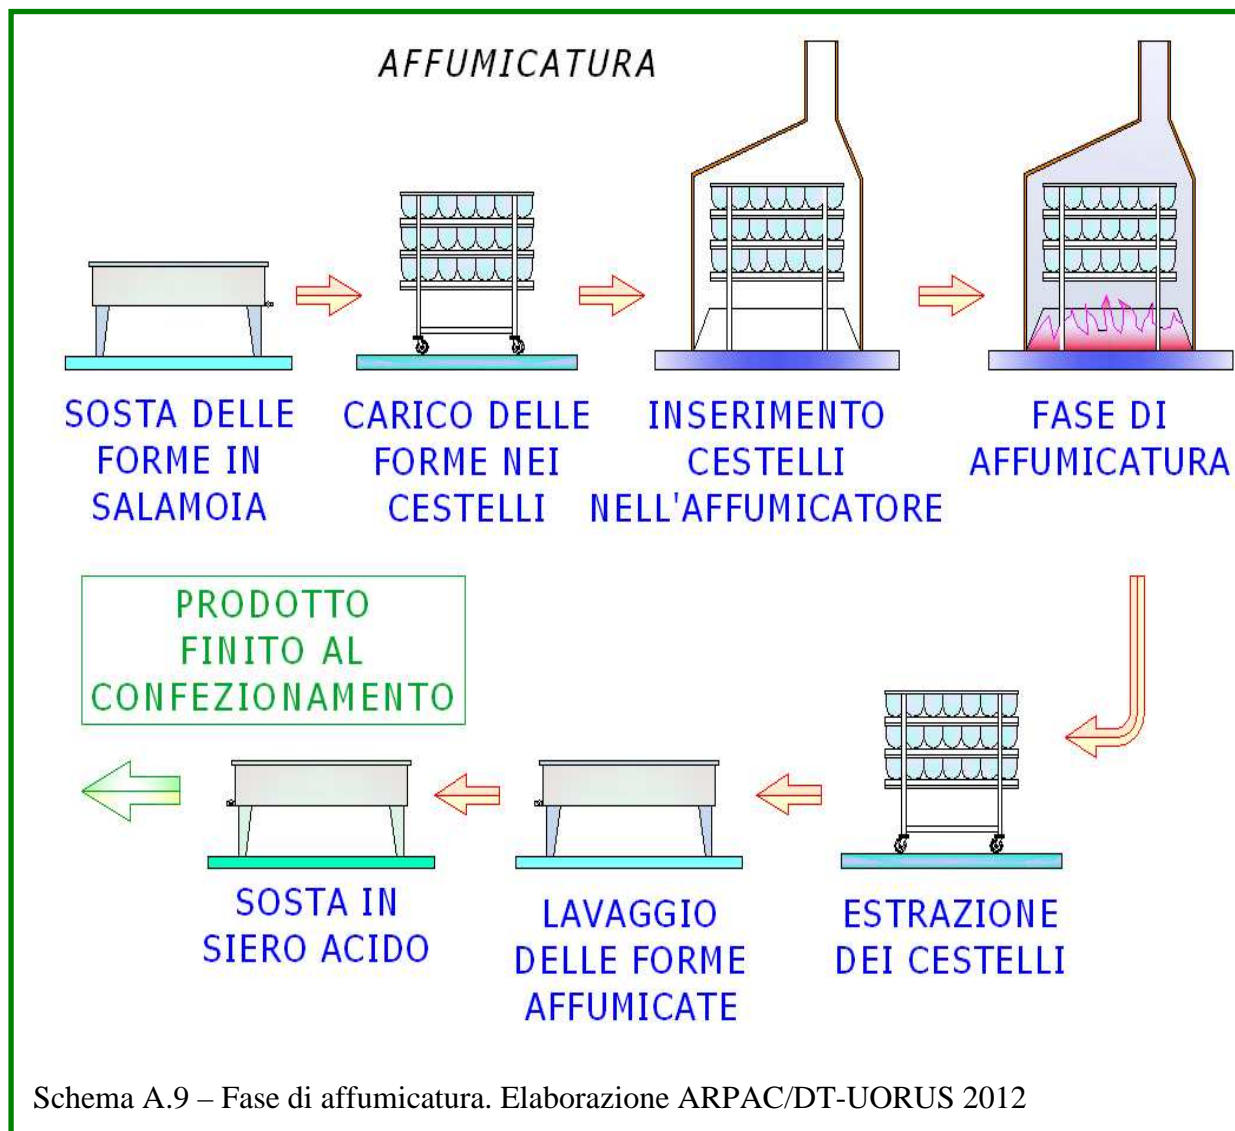 AFFUMICATURA
SOSTA DELLE
FORME IN
SALAMOIA
CARICO DELLE
FORME NEI
CESTELLI
INSERIMENTO
CESTELLI
NELL'AFFUMICATORE
FASE DI
AFFUMICATURA
ESTRAZIONE
DEI CESTELLI
LAVAGGIO
DELLE FORME
AFFUMICATE
SOSTA IN
SIERO ACIDO
PRODOTTO
FINITO AL
CONFEZIONAMENTO
Schema A.9 – Fase di affumicatura. Elaborazione ARPAC/DT-UORUS 2012